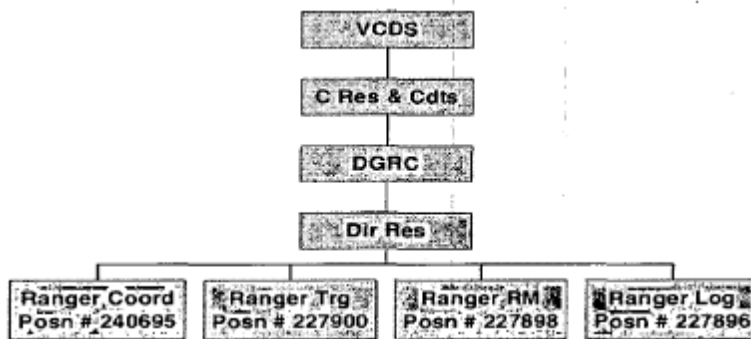 VCDS
C Res & Cdts
DGRC
Dir Res
Ranger Coord
Posn # 240695
Ranger Trg
Posn # 227900
Ranger RM
Posn # 227898
Ranger Log
Posn # 227896